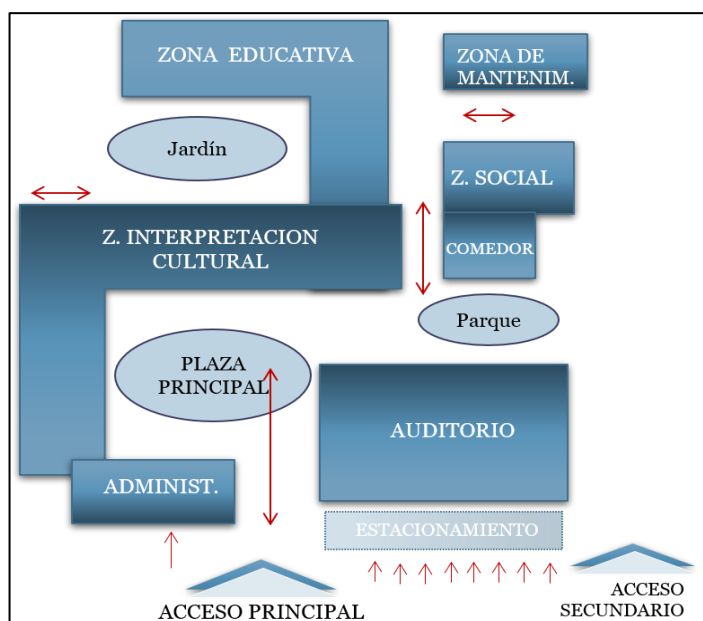 ZONA EDUCATIVA
ZONA DE
MANTENIM.
Jardín
Z. SOCIAL
Z. INTERPRETACION
CULTURAL
COMEDOR
Parque
PLAZA
PRINCIPAL
AUDITORIO
ADMINIST.
ESTACIONAMIENTO
ACCESO PRINCIPAL
ACCESO
SECUNDARIO